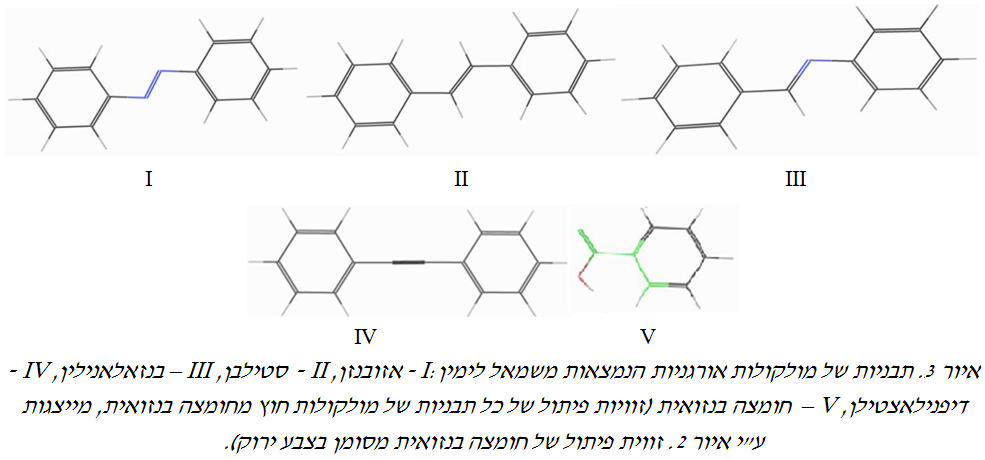 I II III
IV V
איור 3. תבניות של מולקולות אורגניות הנמצאות משמאל לימין: I - אזובנזן, II - סטילבן, III – בנזאלאנילין, IV -
דיפנילאצטילן, V – חומצה בנזואית (זוויות פיתול של כל תבניות של מולקולות חוץ מחומצה בנזואית, מייצגות
ע״י איור 2. זווית פיתול של חומצה בנזואית מסומן בצבע ירוק).